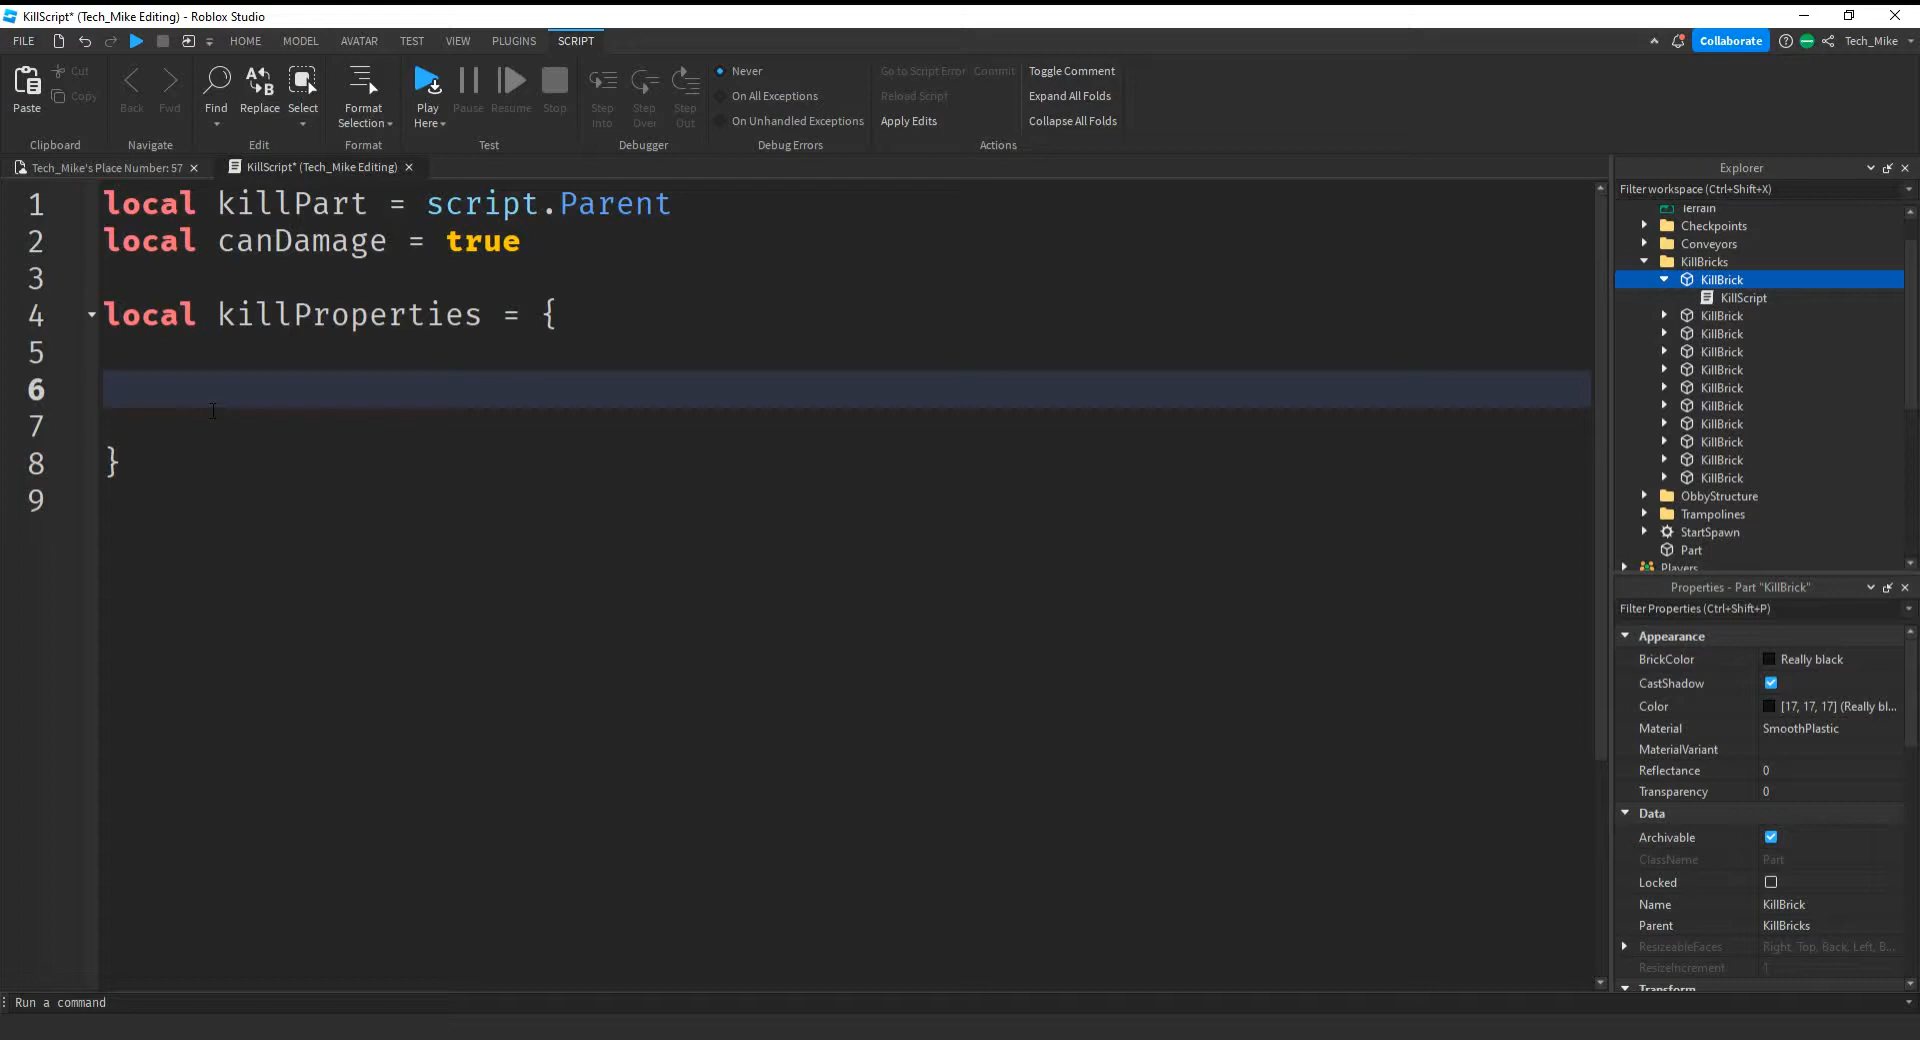 KillScript* (Tech_Mike Editing) - Roblox Studio
FILE HOME MODEL AVATAR TEST VIEW PLUGINS SCRIPT Collaborate Tech_Mike
Paste Cut Copy
Back Fwd
Find Replace Select
Format Selection
Play Here Pause Resume Stop
Step Into Step Over Step Out
Never
On All Exceptions
On Unhandled Exceptions
Go to Script Error Commit Toggle Comment
Reload Script Expand All Folds
Apply Edits Collapse All Folds
Clipboard Navigate Edit Format Test Debugger Debug Errors Actions
Tech_Mike's Place Number: 57 KillScript* (Tech_Mike Editing)
1 local killPart = script.Parent
2 local canDamage = true
3
4 local killProperties = {
5
6
7
8 }
9
Explorer
Filter workspace (Ctrl+Shift+X)
Terrain
Checkpoints
Conveyors
KillBricks
KillBrick
KillScript
KillBrick
KillBrick
KillBrick
KillBrick
KillBrick
KillBrick
KillBrick
KillBrick
KillBrick
KillBrick
ObbyStructure
Trampolines
StartSpawn
Part
Players
Properties - Part "KillBrick"
Filter Properties (Ctrl+Shift+P)
Appearance
BrickColor Really black
CastShadow
Color [17, 17, 17] (Really bl...
Material SmoothPlastic
MaterialVariant
Reflectance 0
Transparency 0
Data
Archivable
ClassName Part
Locked
Name KillBrick
Parent KillBricks
ResizeableFaces Right, Top, Back, Left, B...
ResizeIncrement 1
Transform
Run a command